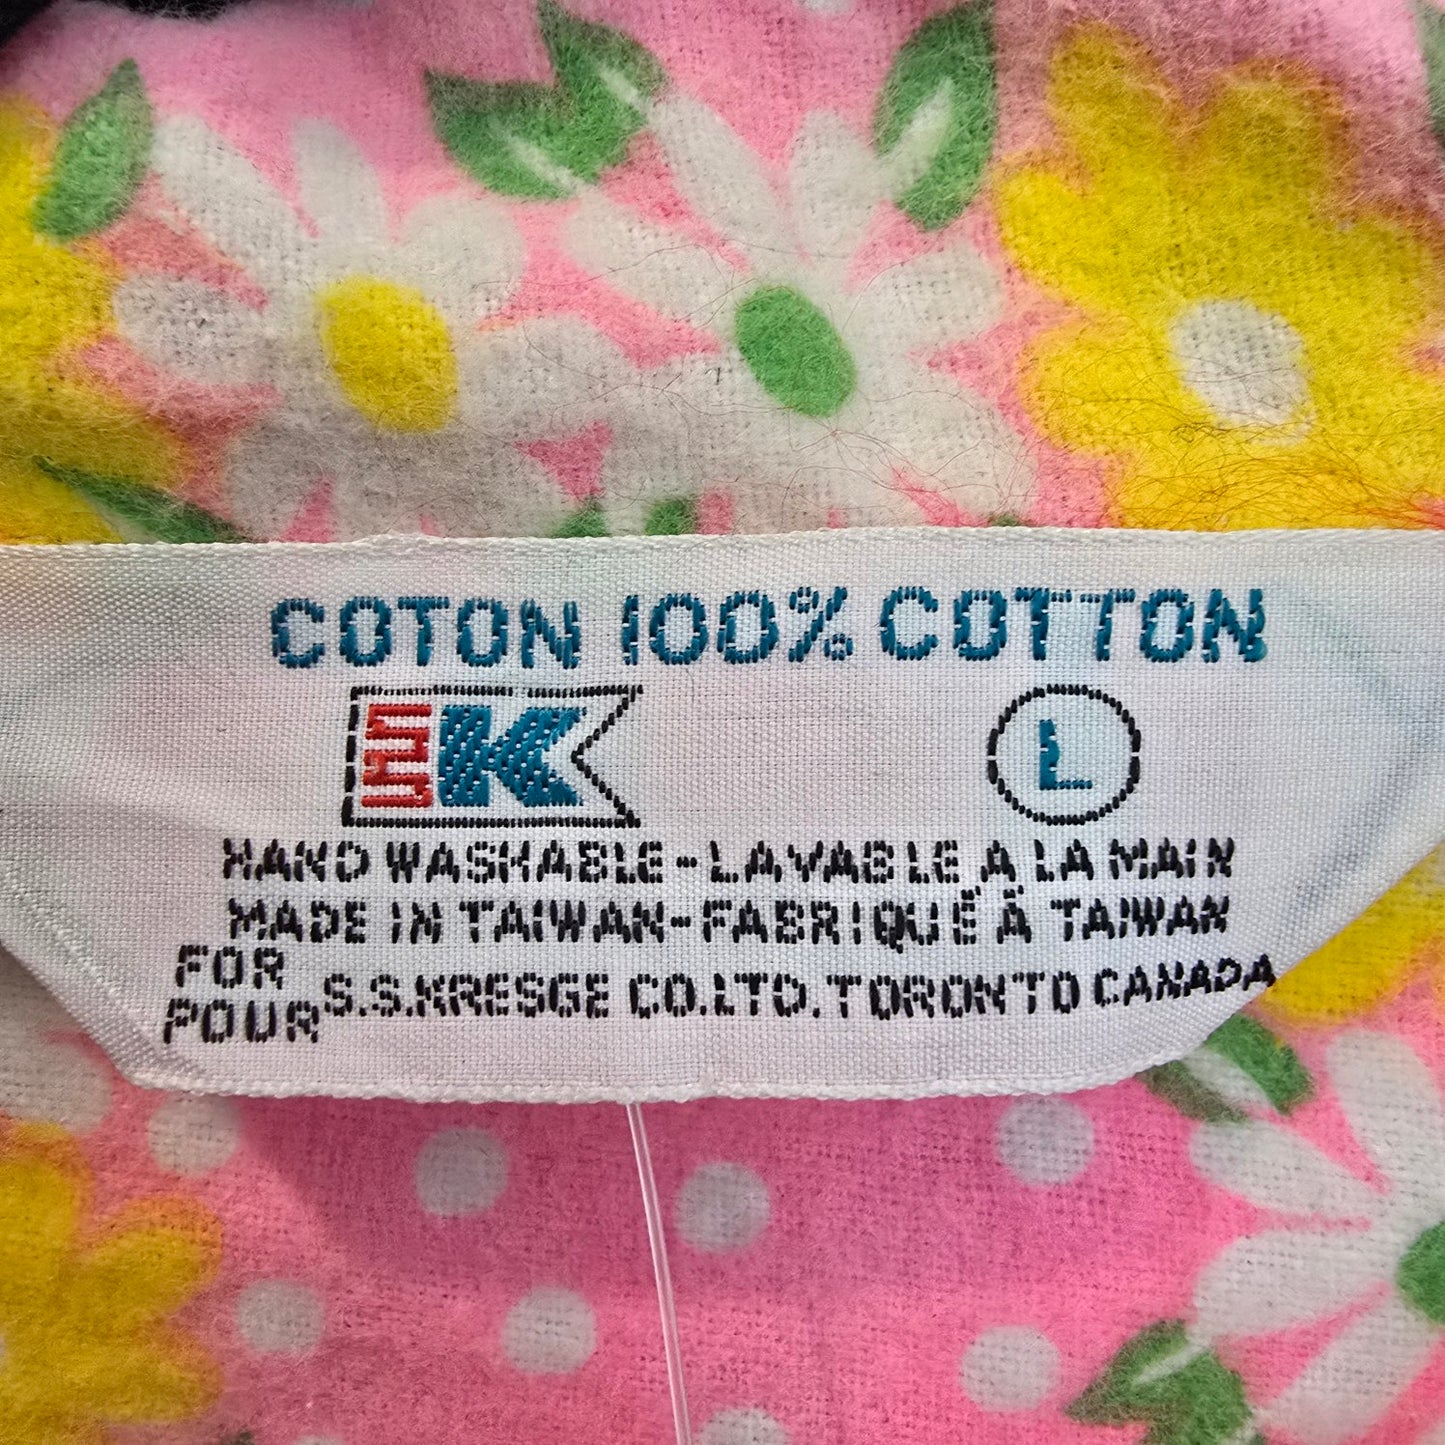 COTON 100% COTTON
SSK L
HAND WASHABLE-LAVABLE A LA MAIN
MADE IN TAIWAN-FABRIQUÉ À TAIWAN
FOR
POUR S.S.KRESGE CO.LTD.TORONTO CANADA